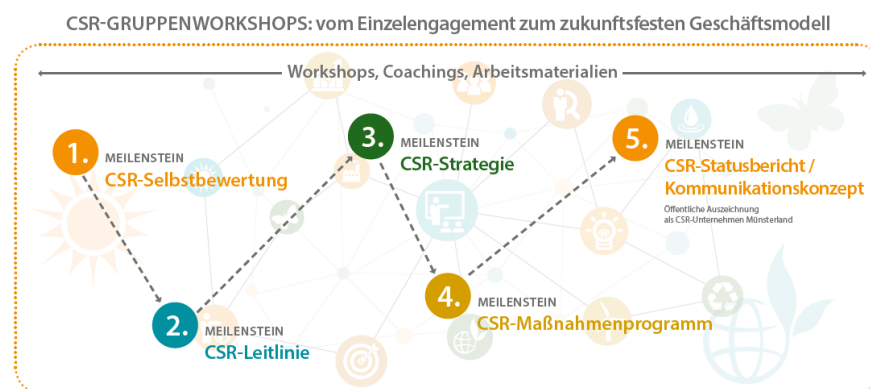 CSR-GRUPPENWORKSHOPS: vom Einzelengagement zum zukunftsfesten Geschäftsmodell
Workshops, Coachings, Arbeitsmaterialien
1.
MEILENSTEIN
CSR-Selbstbewertung
2.
MEILENSTEIN
CSR-Leitlinie
3.
MEILENSTEIN
CSR-Strategie
4.
MEILENSTEIN
CSR-Maßnahmenprogramm
5.
MEILENSTEIN
CSR-Statusbericht /
Kommunikationskonzept
Öffentliche Auszeichnung
als CSR-Unternehmen Münsterland